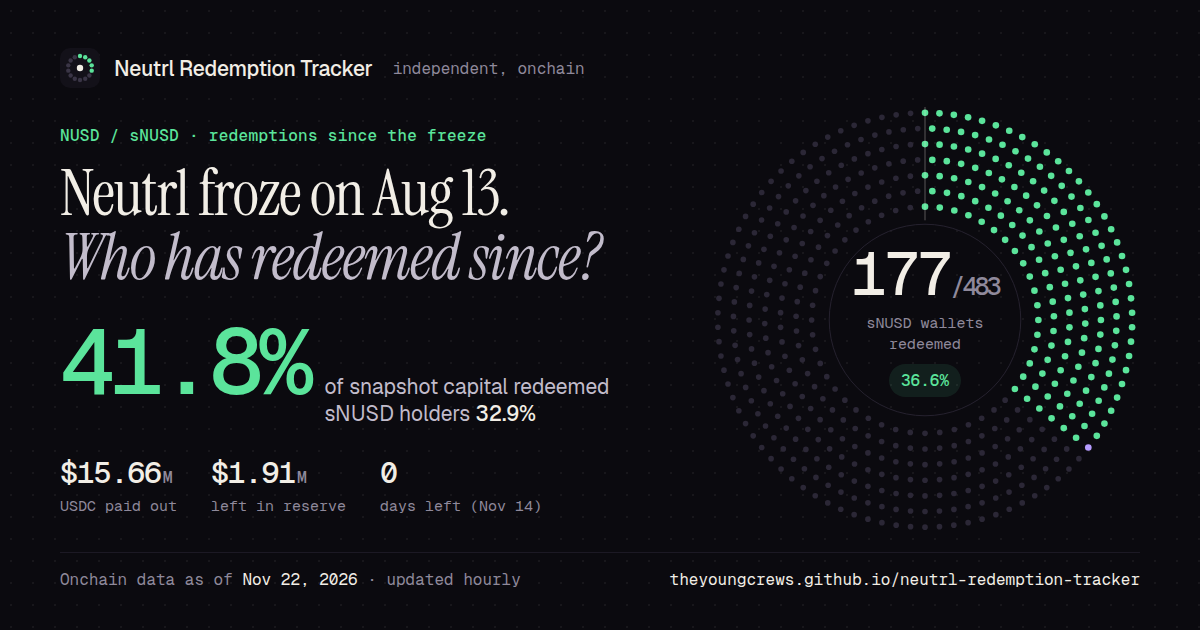 Neutrl Redemption Tracker independent, onchain
NUSD / sNUSD · redemptions since the freeze
Neutrl froze on Aug 13.
Who has redeemed since?
41.8% of snapshot capital redeemed
sNUSD holders 32.9%
$15.66M
USDC paid out
$1.91M
left in reserve
0
days left (Nov 14)
177/483
sNUSD wallets
redeemed
36.6%
Onchain data as of Nov 22, 2026 · updated hourly
theyoungcrews.github.io/neutrl-redemption-tracker